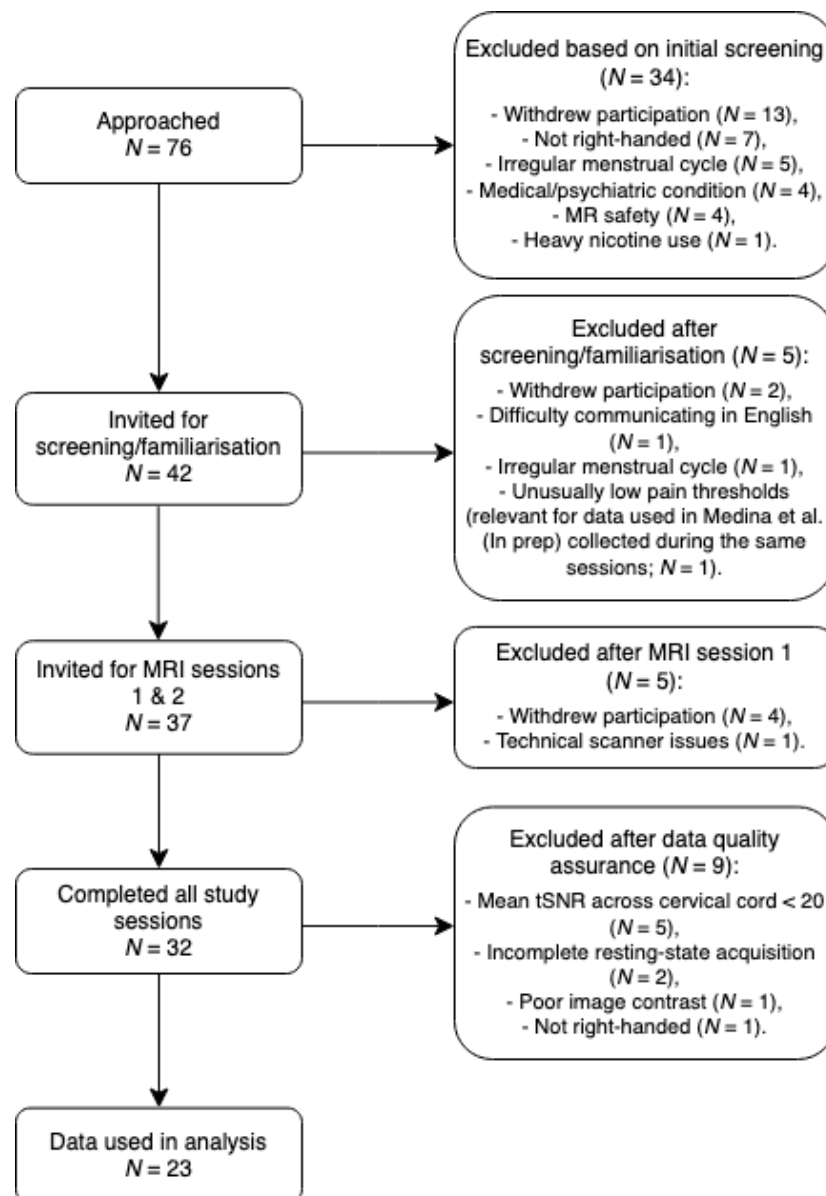 Approached
N = 76
Excluded based on initial screening
(N = 34):
- Withdrew participation (N = 13),
- Not right-handed (N = 7),
- Irregular menstrual cycle (N = 5),
- Medical/psychiatric condition (N = 4),
- MR safety (N = 4),
- Heavy nicotine use (N = 1).
Invited for
screening/familiarisation
N = 42
Excluded after
screening/familiarisation (N = 5):
- Withdrew participation (N = 2),
- Difficulty communicating in English
(N = 1),
- Irregular menstrual cycle (N = 1),
- Unusually low pain thresholds
(relevant for data used in Medina et al.
(In prep) collected during the same
sessions; N = 1).
Invited for MRI sessions
1 & 2
N = 37
Excluded after MRI session 1
(N = 5):
- Withdrew participation (N = 4),
- Technical scanner issues (N = 1).
Completed all study
sessions
N = 32
Excluded after data quality
assurance (N = 9):
- Mean tSNR across cervical cord < 20
(N = 5),
- Incomplete resting-state acquisition
(N = 2),
- Poor image contrast (N = 1),
- Not right-handed (N = 1).
Data used in analysis
N = 23